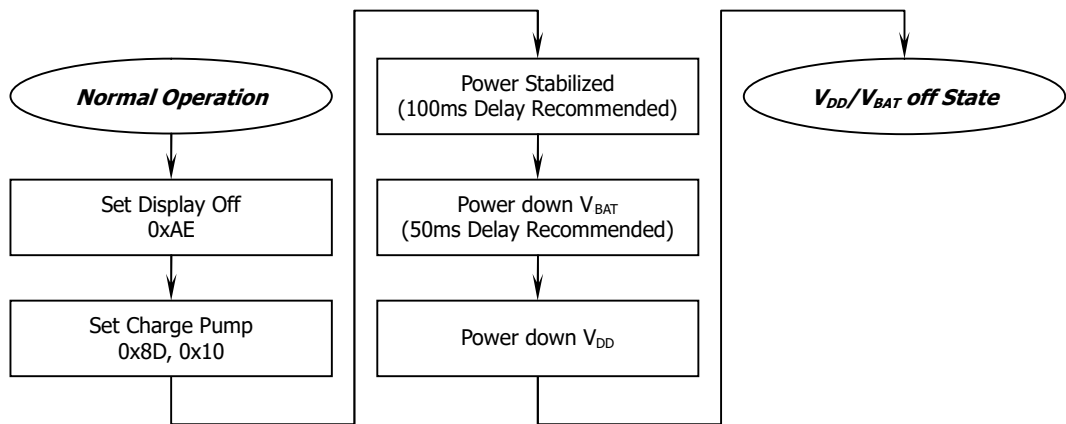 Normal Operation
Set Display Off
0xAE
Set Charge Pump
0x8D, 0x10
Power Stabilized
(100ms Delay Recommended)
Power down VBAT
(50ms Delay Recommended)
Power down VDD
VDD/VBAT off State